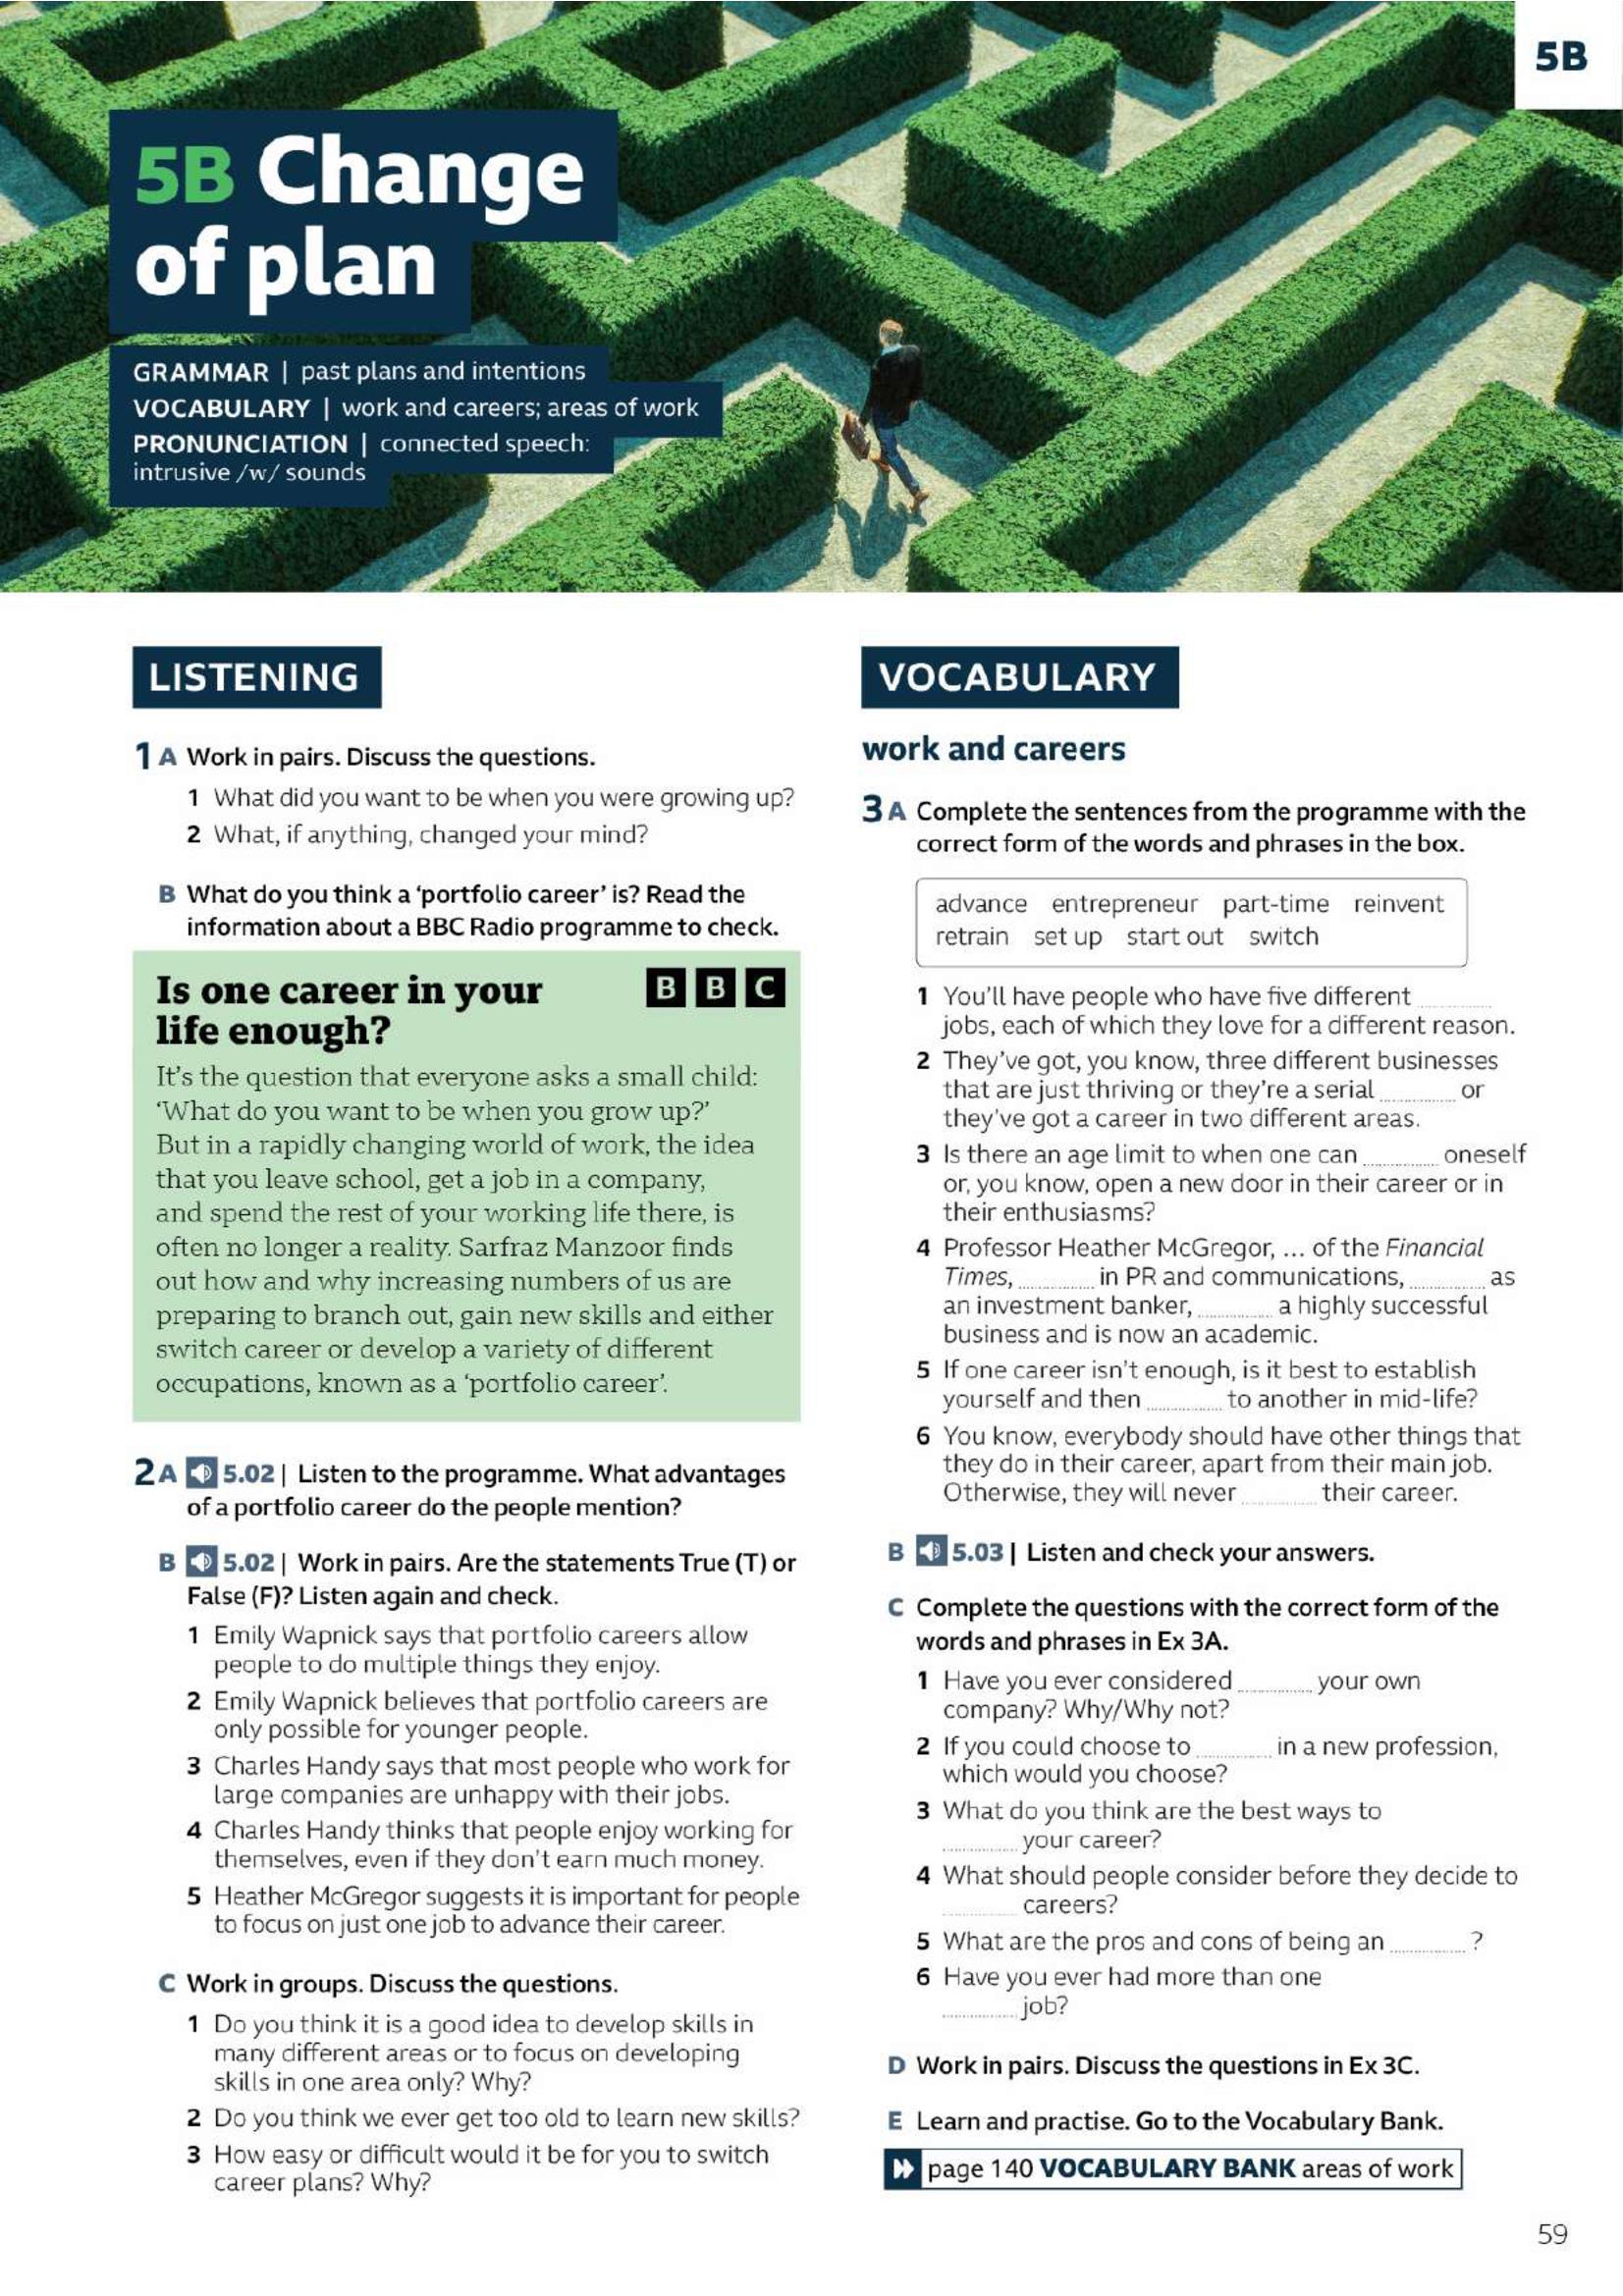 5B
5B Change
of plan
GRAMMAR | past plans and intentions
VOCABULARY | work and careers; areas of work
PRONUNCIATION | connected speech:
intrusive /w/ sounds
LISTENING
1 A Work in pairs. Discuss the questions.
1 What did you want to be when you were growing up?
2 What, if anything, changed your mind?
B What do you think a ‘portfolio career’ is? Read the
information about a BBC Radio programme to check.
Is one career in your
life enough?
BBC
It’s the question that everyone asks a small child:
‘What do you want to be when you grow up?’
But in a rapidly changing world of work, the idea
that you leave school, get a job in a company,
and spend the rest of your working life there, is
often no longer a reality. Sarfraz Manzoor finds
out how and why increasing numbers of us are
preparing to branch out, gain new skills and either
switch career or develop a variety of different
occupations, known as a ‘portfolio career’.
2 A 5.02 | Listen to the programme. What advantages
of a portfolio career do the people mention?
B 5.02 | Work in pairs. Are the statements True (T) or
False (F)? Listen again and check.
1 Emily Wapnick says that portfolio careers allow
people to do multiple things they enjoy.
2 Emily Wapnick believes that portfolio careers are
only possible for younger people.
3 Charles Handy says that most people who work for
large companies are unhappy with their jobs.
4 Charles Handy thinks that people enjoy working for
themselves, even if they don’t earn much money.
5 Heather McGregor suggests it is important for people
to focus on just one job to advance their career.
C Work in groups. Discuss the questions.
1 Do you think it is a good idea to develop skills in
many different areas or to focus on developing
skills in one area only? Why?
2 Do you think we ever get too old to learn new skills?
3 How easy or difficult would it be for you to switch
career plans? Why?
VOCABULARY
work and careers
3 A Complete the sentences from the programme with the
correct form of the words and phrases in the box.
advance entrepreneur part-time reinvent
retrain set up start out switch
1 You’ll have people who have five different ............
jobs, each of which they love for a different reason.
2 They’ve got, you know, three different businesses
that are just thriving or they’re a serial ............ or
they’ve got a career in two different areas.
3 Is there an age limit to when one can ............ oneself
or, you know, open a new door in their career or in
their enthusiasms?
4 Professor Heather McGregor, ... of the Financial
Times, ............ in PR and communications, ............ as
an investment banker, ............ a highly successful
business and is now an academic.
5 If one career isn’t enough, is it best to establish
yourself and then ............ to another in mid-life?
6 You know, everybody should have other things that
they do in their career, apart from their main job.
Otherwise, they will never ............ their career.
B 5.03 | Listen and check your answers.
C Complete the questions with the correct form of the
words and phrases in Ex 3A.
1 Have you ever considered ............ your own
company? Why/Why not?
2 If you could choose to ............ in a new profession,
which would you choose?
3 What do you think are the best ways to
............ your career?
4 What should people consider before they decide to
............ careers?
5 What are the pros and cons of being an ............ ?
6 Have you ever had more than one
............ job?
D Work in pairs. Discuss the questions in Ex 3C.
E Learn and practise. Go to the Vocabulary Bank.
page 140 VOCABULARY BANK areas of work
59